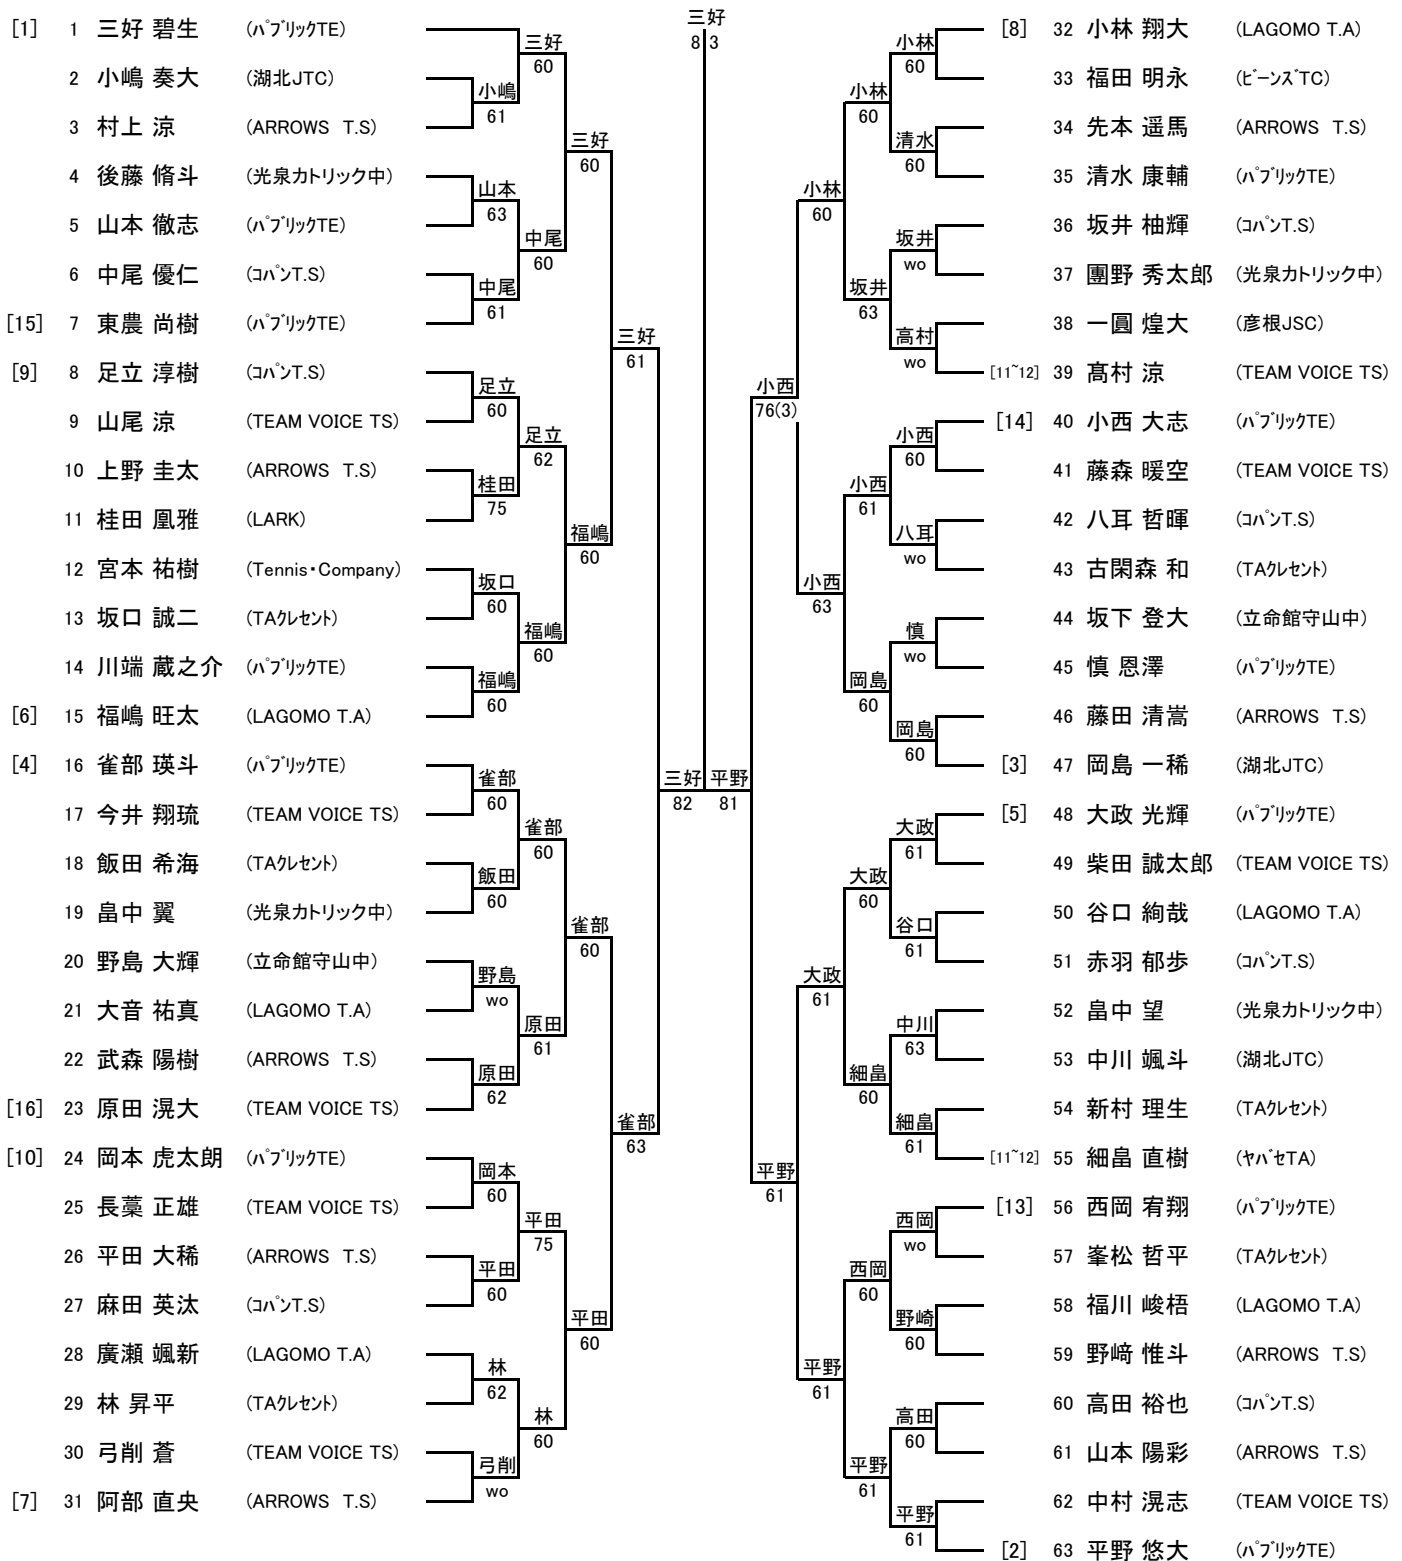 三好
8 3
[1] 1 三好 碧生 (ﾊﾟﾌﾞﾘｯｸTE)
2 小嶋 奏大 (湖北JTC)
3 村上 涼 (ARROWS T.S)
4 後藤 脩斗 (光泉カトリック中)
5 山本 徹志 (ﾊﾟﾌﾞﾘｯｸTE)
6 中尾 優仁 (ｺﾊﾟﾝT.S)
[15] 7 東農 尚樹 (ﾊﾟﾌﾞﾘｯｸTE)
[9] 8 足立 淳樹 (ｺﾊﾟﾝT.S)
9 山尾 涼 (TEAM VOICE TS)
10 上野 圭太 (ARROWS T.S)
11 桂田 凰雅 (LARK)
12 宮本 祐樹 (Tennis・Company)
13 坂口 誠二 (TAｸﾚｾﾝﾄ)
14 川端 蔵之介 (ﾊﾟﾌﾞﾘｯｸTE)
[6] 15 福嶋 旺太 (LAGOMO T.A)
[4] 16 雀部 瑛斗 (ﾊﾟﾌﾞﾘｯｸTE)
17 今井 翔琉 (TEAM VOICE TS)
18 飯田 希海 (TAｸﾚｾﾝﾄ)
19 畠中 翼 (光泉カトリック中)
20 野島 大輝 (立命館守山中)
21 大音 祐真 (LAGOMO T.A)
22 武森 陽樹 (ARROWS T.S)
[16] 23 原田 滉大 (TEAM VOICE TS)
[10] 24 岡本 虎太朗 (ﾊﾟﾌﾞﾘｯｸTE)
25 長藁 正雄 (TEAM VOICE TS)
26 平田 大稀 (ARROWS T.S)
27 麻田 英汰 (ｺﾊﾟﾝT.S)
28 廣瀬 颯新 (LAGOMO T.A)
29 林 昇平 (TAｸﾚｾﾝﾄ)
30 弓削 蒼 (TEAM VOICE TS)
[7] 31 阿部 直央 (ARROWS T.S)
三好
60
小嶋
61
三好
60
山本
63
中尾
60
中尾
61
三好
61
足立
60
足立
62
桂田
75
福嶋
60
坂口
60
福嶋
60
福嶋
60
三好
82
雀部
60
雀部
60
飯田
60
雀部
60
野島
wo
原田
61
原田
62
雀部
63
岡本
60
平田
75
平田
60
平田
60
林
62
林
60
弓削
wo
平野
81
小林
60
小林
60
清水
60
小林
60
坂井
wo
坂井
63
高村
wo
小西
76(3)
小西
60
小西
61
八耳
wo
小西
63
慎
wo
岡島
60
岡島
60
大政
61
大政
60
谷口
61
大政
61
中川
63
細畠
60
細畠
61
平野
61
西岡
wo
西岡
60
野崎
60
平野
61
高田
60
平野
61
平野
61
[8] 32 小林 翔大 (LAGOMO T.A)
33 福田 明永 (ﾋﾞｰﾝｽﾞTC)
34 先本 遥馬 (ARROWS T.S)
35 清水 康輔 (ﾊﾟﾌﾞﾘｯｸTE)
36 坂井 柚輝 (ｺﾊﾟﾝT.S)
37 團野 秀太郎 (光泉カトリック中)
38 一圓 煌大 (彦根JSC)
[11~12] 39 髙村 涼 (TEAM VOICE TS)
[14] 40 小西 大志 (ﾊﾟﾌﾞﾘｯｸTE)
41 藤森 暖空 (TEAM VOICE TS)
42 八耳 哲暉 (ｺﾊﾟﾝT.S)
43 古閑森 和 (TAｸﾚｾﾝﾄ)
44 坂下 登大 (立命館守山中)
45 慎 恩澤 (ﾊﾟﾌﾞﾘｯｸTE)
46 藤田 清嵩 (ARROWS T.S)
[3] 47 岡島 一稀 (湖北JTC)
[5] 48 大政 光輝 (ﾊﾟﾌﾞﾘｯｸTE)
49 柴田 誠太郎 (TEAM VOICE TS)
50 谷口 絢哉 (LAGOMO T.A)
51 赤羽 郁歩 (ｺﾊﾟﾝT.S)
52 畠中 望 (光泉カトリック中)
53 中川 颯斗 (湖北JTC)
54 新村 理生 (TAｸﾚｾﾝﾄ)
[11~12] 55 細畠 直樹 (ﾔﾊﾞｾTA)
[13] 56 西岡 宥翔 (ﾊﾟﾌﾞﾘｯｸTE)
57 峯松 哲平 (TAｸﾚｾﾝﾄ)
58 福川 峻梧 (LAGOMO T.A)
59 野﨑 惟斗 (ARROWS T.S)
60 高田 裕也 (ｺﾊﾟﾝT.S)
61 山本 陽彩 (ARROWS T.S)
62 中村 滉志 (TEAM VOICE TS)
[2] 63 平野 悠大 (ﾊﾟﾌﾞﾘｯｸTE)